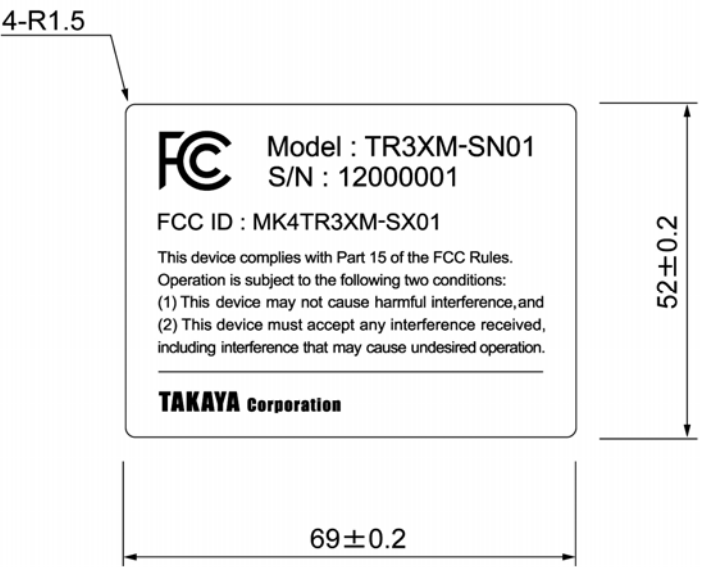 4-R1.5
FC
Model : TR3XM-SN01
S/N : 12000001
FCC ID : MK4TR3XM-SX01
This device complies with Part 15 of the FCC Rules.
Operation is subject to the following two conditions:
(1) This device may not cause harmful interference,and
(2) This device must accept any interference received,
including interference that may cause undesired operation.
TAKAYA Corporation
52±0.2
69±0.2